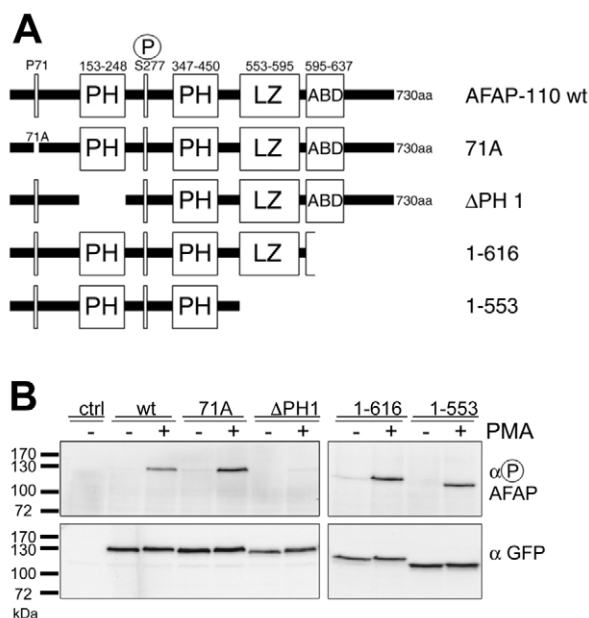 A
P
P71 153-248 S277 347-450 553-595 595-637
PH PH LZ ABD 730aa AFAP-110 wt
71A PH PH LZ ABD 730aa 71A
PH LZ ABD 730aa ΔPH 1
PH PH LZ 1-616
PH PH 1-553
B
ctrl wt 71A ΔPH1 1-616 1-553
- - + - + - + - + - + PMA
170
130
100
72
α P
AFAP
170
130
100
72
α GFP
kDa